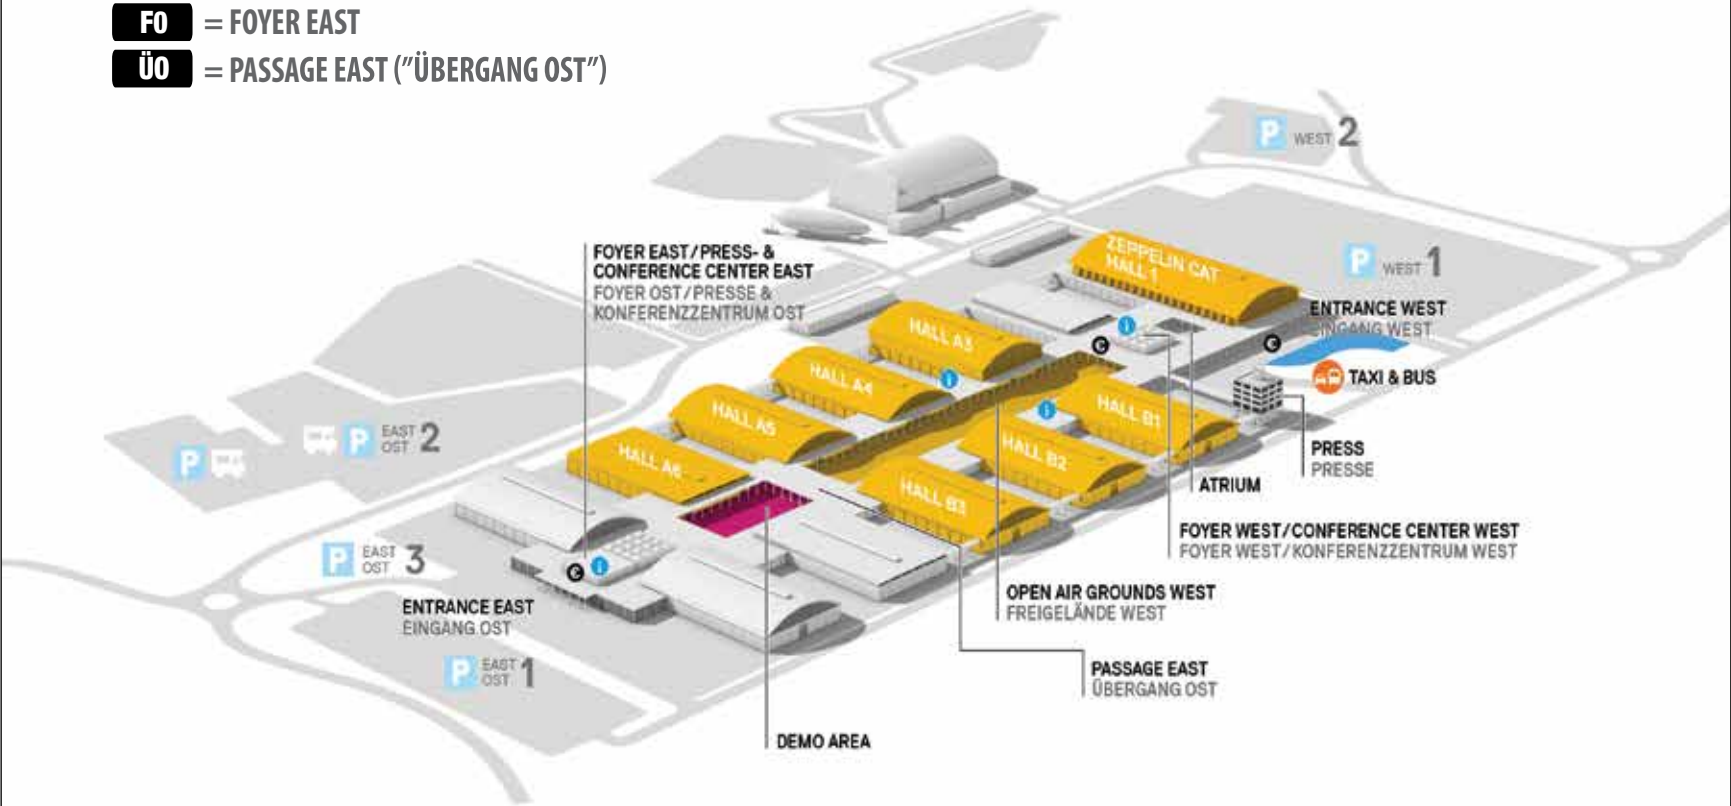 FO = FOYER EAST
ÜO = PASSAGE EAST ("ÜBERGANG OST")
P WEST 2
FOYER EAST/PRESS- &
CONFERENCE CENTER EAST
FOYER OST/PRESSE &
KONFERENZZENTRUM OST
ZEPPELIN CAT
HALL 1
P WEST 1
ENTRANCE WEST
EINGANG WEST
TAXI & BUS
HALL A3
HALL A4
HALL A5
HALL A6
HALL B1
HALL B2
HALL B3
P
P EAST 2
OST
PRESS
PRESSE
ATRIUM
FOYER WEST/CONFERENCE CENTER WEST
FOYER WEST/KONFERENZZENTRUM WEST
P EAST 3
OST
ENTRANCE EAST
EINGANG OST
OPEN AIR GROUNDS WEST
FREIGELÄNDE WEST
P EAST 1
OST
PASSAGE EAST
ÜBERGANG OST
DEMO AREA
i
i
i
i
€
€
€